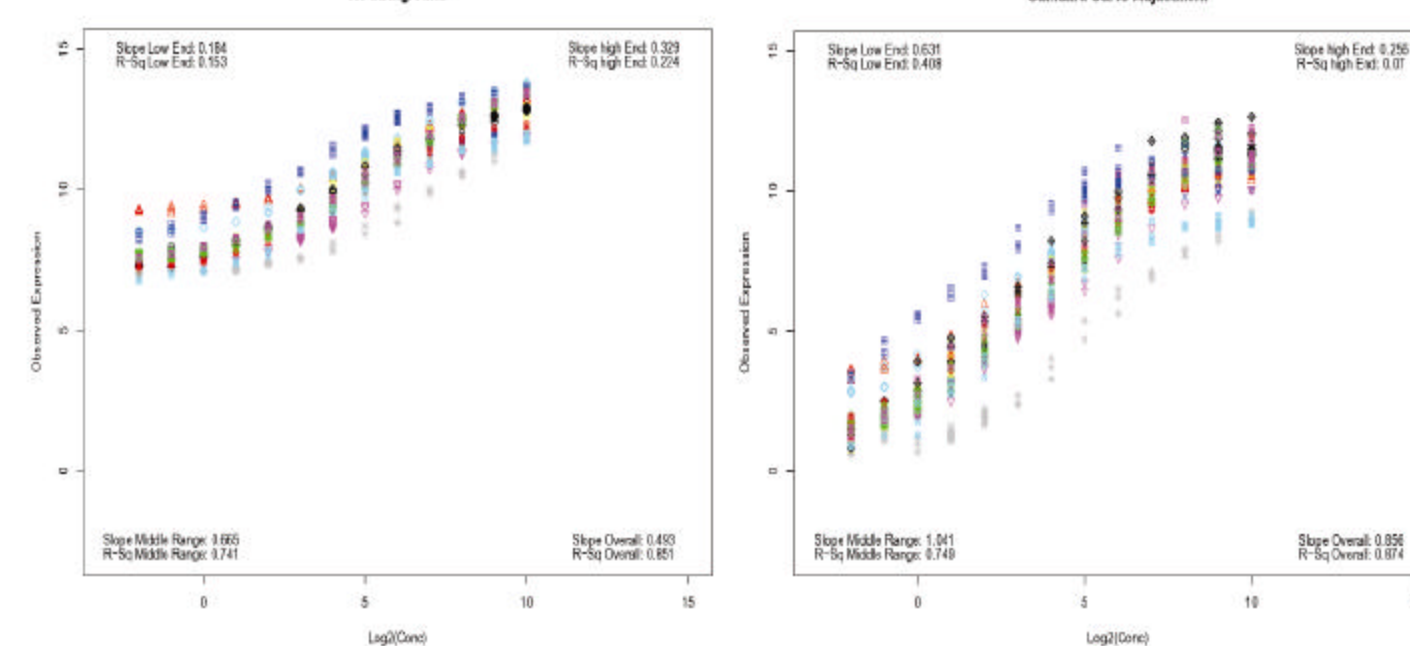 Slope Low End: 0.184
R-Sq Low End: 0.153
Slope high End: 0.329
R-Sq high End: 0.224
15
10
5
0
Observed Expression
Slope Middle Range: 0.665
R-Sq Middle Range: 0.741
Slope Overall: 0.493
R-Sq Overall: 0.851
0
5
10
15
Log2(Conc)
Slope Low End: 0.631
R-Sq Low End: 0.408
Slope high End: 0.256
R-Sq high End: 0.07
15
10
5
0
Observed Expression
Slope Middle Range: 1.041
R-Sq Middle Range: 0.749
Slope Overall: 0.856
R-Sq Overall: 0.874
0
5
10
Log2(Conc)